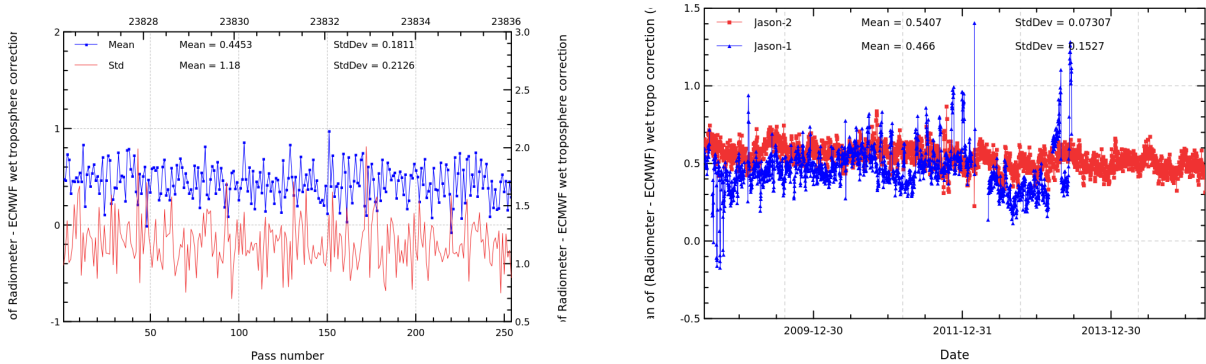 23828 23830 23832 23834 23836
Mean Mean = 0.4453 StdDev = 0.1811
Std Mean = 1.18 StdDev = 0.2126
2
1
0
-1
3.0
2.5
2.0
1.5
1.0
0.5
50 100 150 200 250
Pass number
of Radiometer - ECMWF wet troposphere correction
of Radiometer - ECMWF wet troposphere correction
Jason-2 Mean = 0.5407 StdDev = 0.07307
Jason-1 Mean = 0.466 StdDev = 0.1527
1.5
1.0
0.5
0.0
-0.5
2009-12-30 2011-12-31 2013-12-30
Date
of (Radiometer - ECMWF) wet tropo correction (